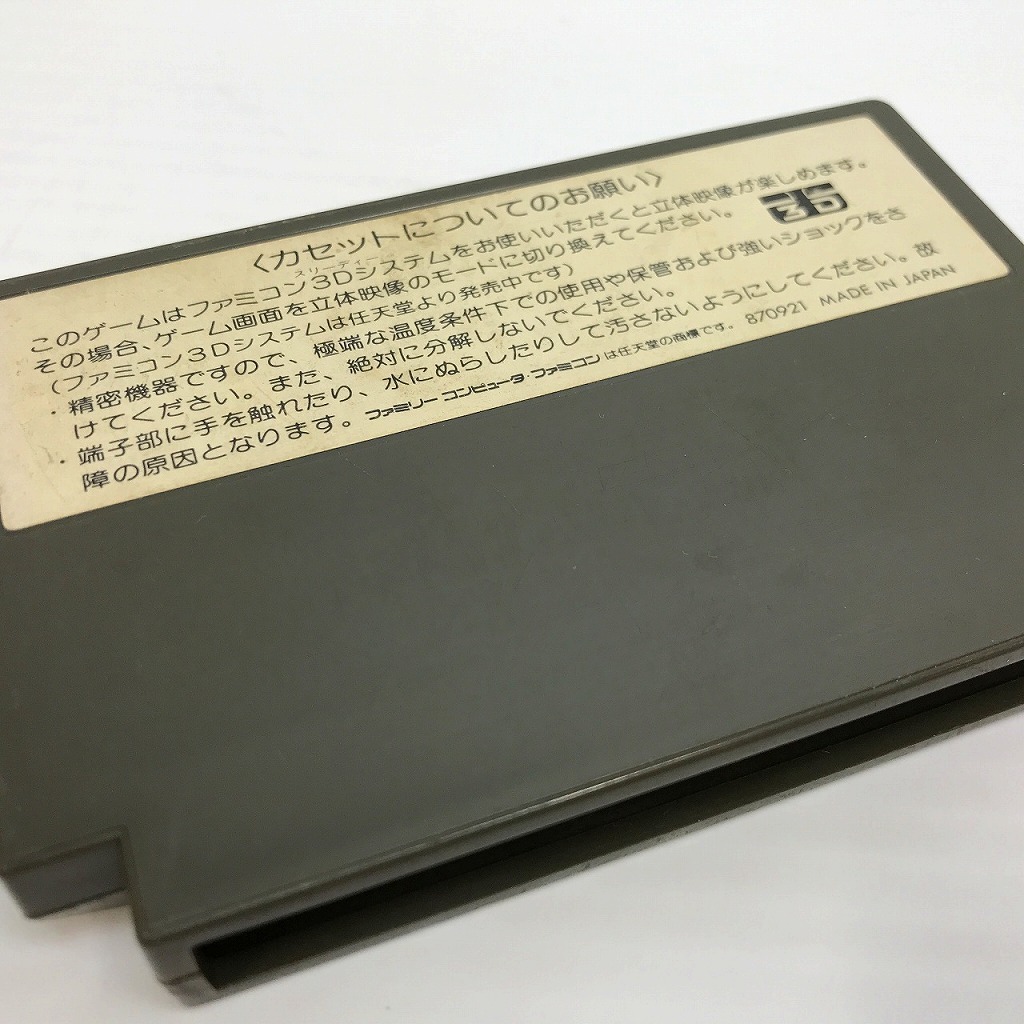 〈カセットについてのお願い〉
スリーディー
このゲームはファミコン3Dシステムをお使いいただくと立体映像が楽しめます。
その場合、ゲーム画面を立体映像のモードに切り換えてください。
(ファミコン3Dシステムは任天堂より発売中です)
3D
・精密機器ですので、極端な温度条件下での使用や保管および強いショックをさ
けてください。また、絶対に分解しないでください。
・端子部に手を触れたり、水にぬらしたりして汚さないようにしてください。故
障の原因となります。
ファミリー コンピュータ・ファミコンは任天堂の商標です。 870921 MADE IN JAPAN